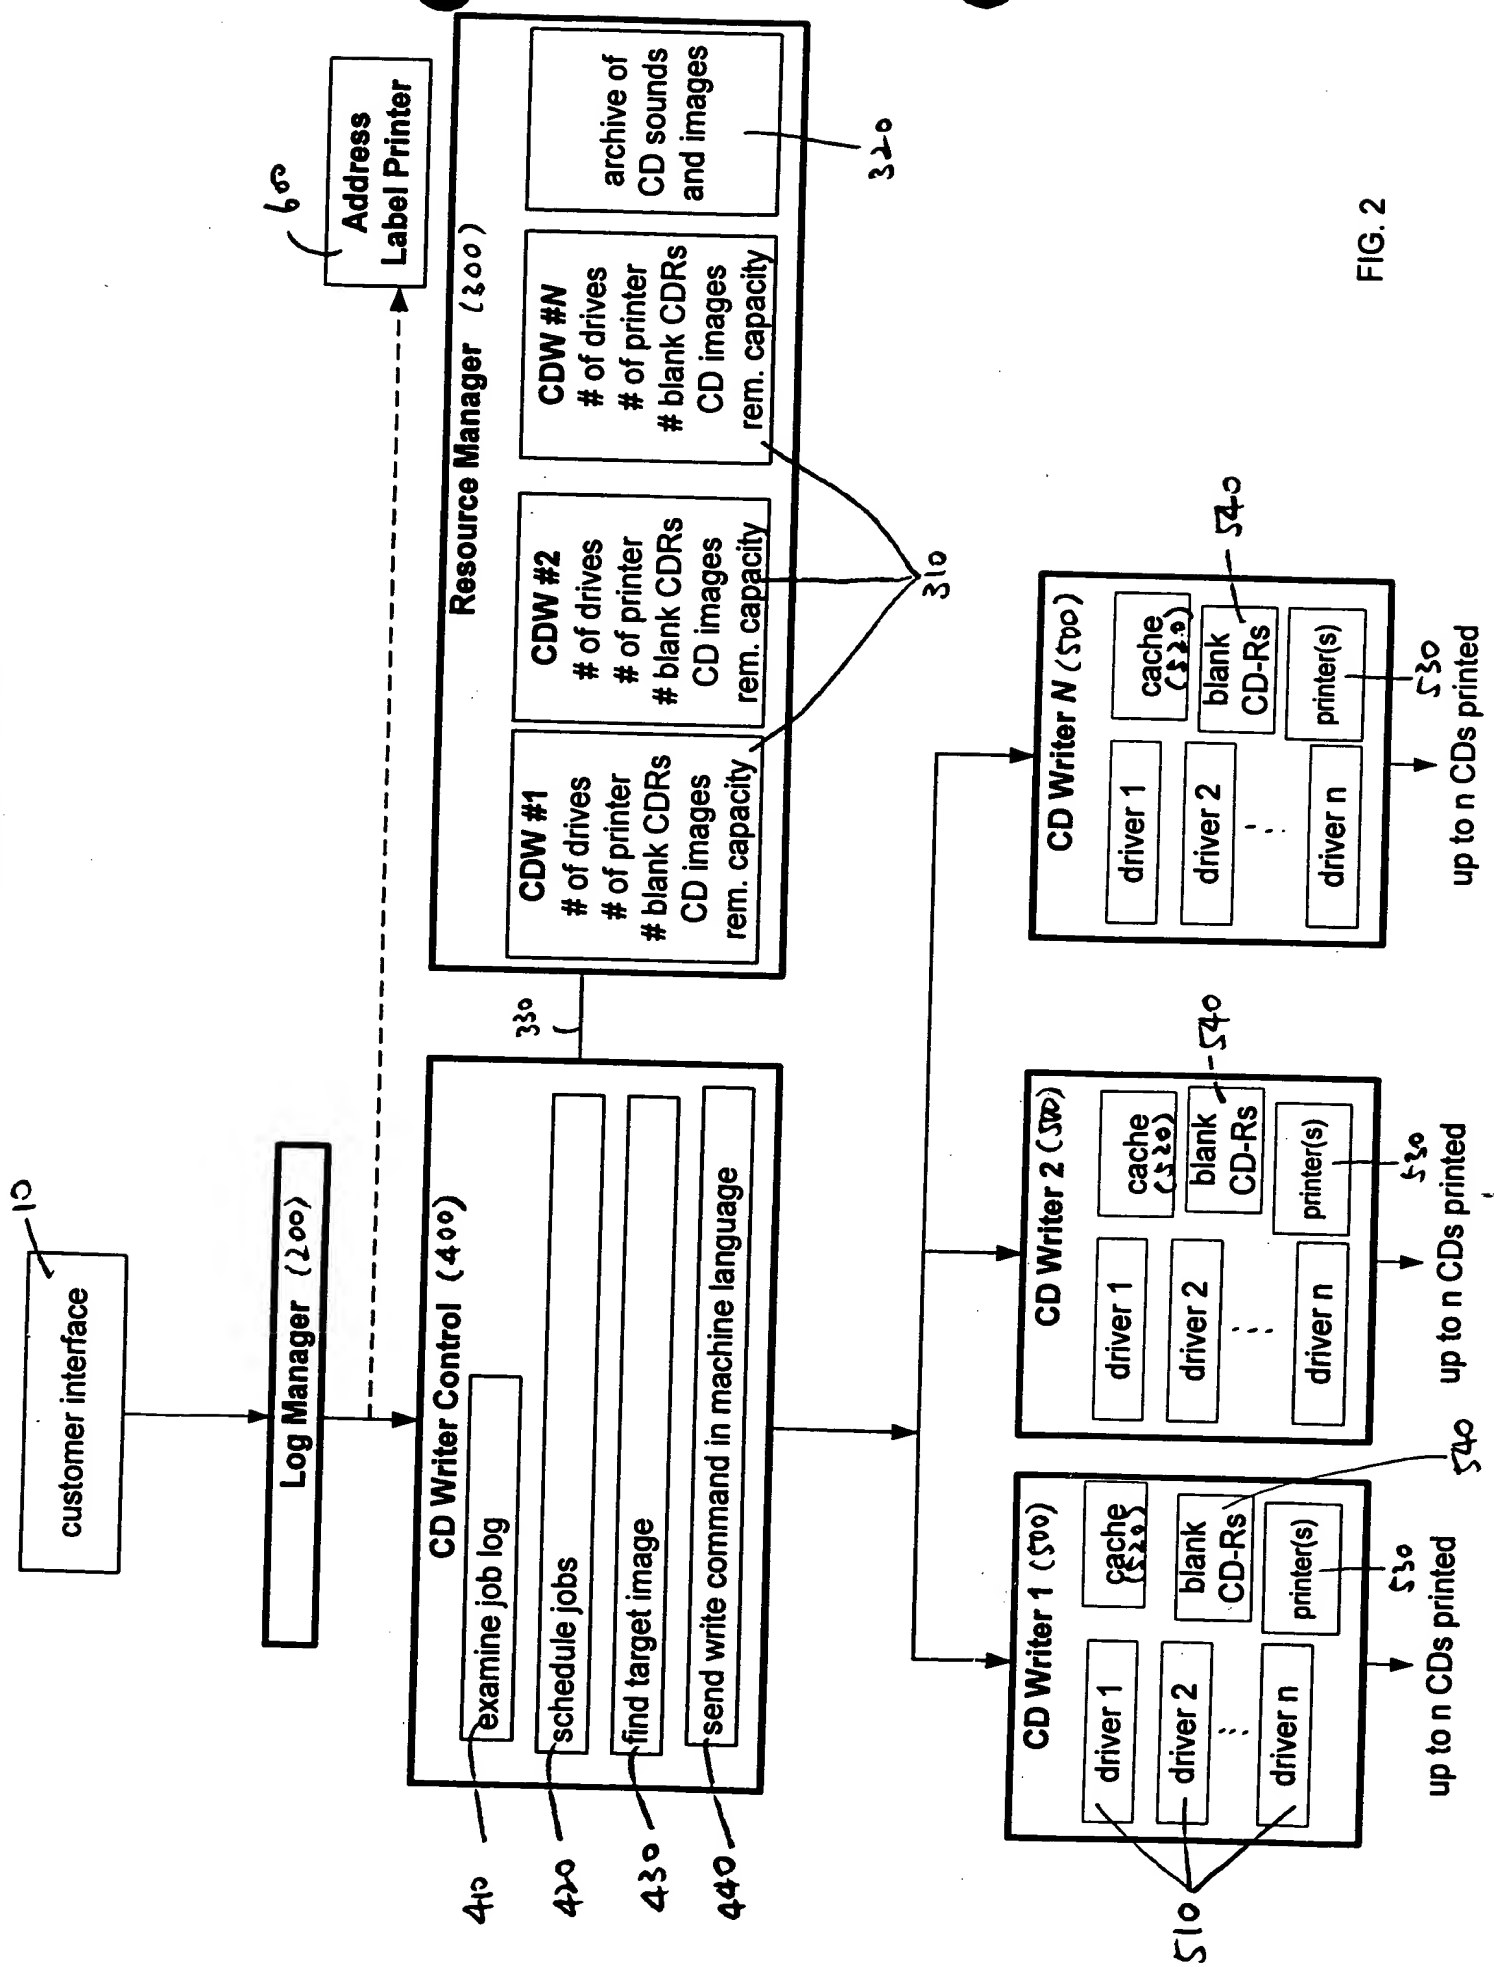 10
customer interface
Log Manager (200)
600
Address
Label Printer
CD Writer Control (400)
410
examine job log
420
schedule jobs
430
find target image
440
send write command in machine language
330
Resource Manager (300)
CDW #1
# of drives
# of printer
# blank CDRs
CD images
rem. capacity
CDW #2
# of drives
# of printer
# blank CDRs
CD images
rem. capacity
CDW #N
# of drives
# of printer
# blank CDRs
CD images
rem. capacity
310
archive of
CD sounds
and images
320
CD Writer 1 (500)
driver 1
driver 2
...
driver n
510
cache
(520)
blank
CD-Rs
540
printer(s)
530
up to n CDs printed
CD Writer 2 (500)
driver 1
driver 2
...
driver n
cache
(520)
blank
CD-Rs
540
printer(s)
530
up to n CDs printed
CD Writer N (500)
driver 1
driver 2
...
driver n
cache
(520)
blank
CD-Rs
540
printer(s)
530
up to n CDs printed
FIG. 2